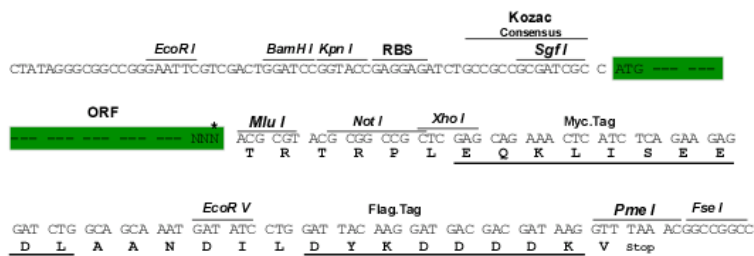 Kozac
Consensus
EcoR I BamH I Kpn I RBS Sgf I
CTATAGGGCGGCCGGGAATTCGTCGACTGGATCCGGTACCGAGGAGATCTGCCGCCGCGATCGC C ATG --- ---
ORF
--- --- --- --- --- --- NNN* Mlu I Not I Xho I Myc.Tag
ACG CGT ACG CGG CCG CTC GAG CAG AAA CTC ATC TCA GAA GAG
T R T R P L E Q K L I S E E
EcoR V Flag.Tag Pme I Fse I
GAT CTG GCA GCA AAT GAT ATC CTG GAT TAC AAG GAT GAC GAC GAT AAG GTT TAA ACGGCCGGCC
D L A A N D I L D Y K D D D D K V Stop